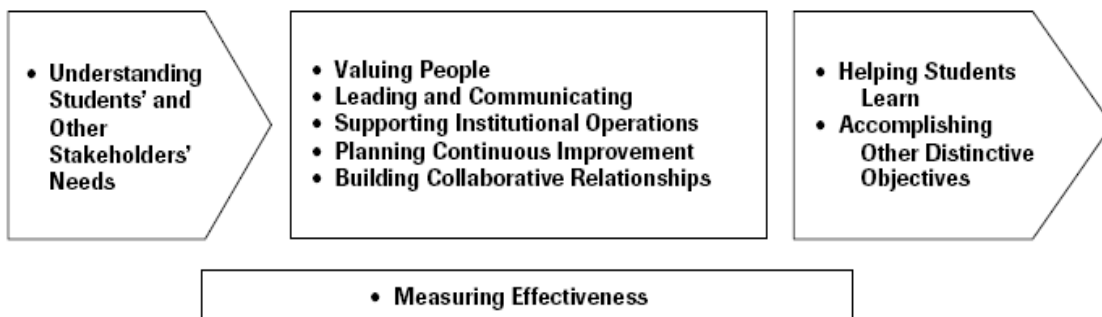 • Understanding
Students' and
Other
Stakeholders'
Needs
• Valuing People
• Leading and Communicating
• Supporting Institutional Operations
• Planning Continuous Improvement
• Building Collaborative Relationships
• Helping Students
Learn
• Accomplishing
Other Distinctive
Objectives
• Measuring Effectiveness